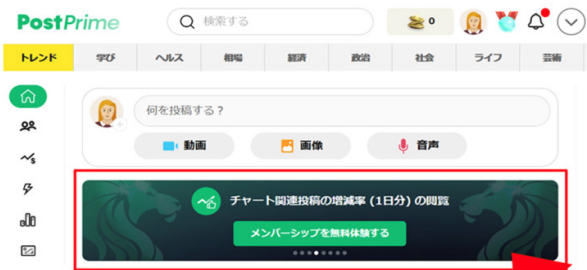 PostPrime
検索する
0
トレンド 学び ヘルス 相場 経済 政治 社会 ライフ 芸術
何を投稿する？
動画 画像 音声
チャート関連投稿の増減率 (1日分) の閲覧
メンバーシップを無料体験する